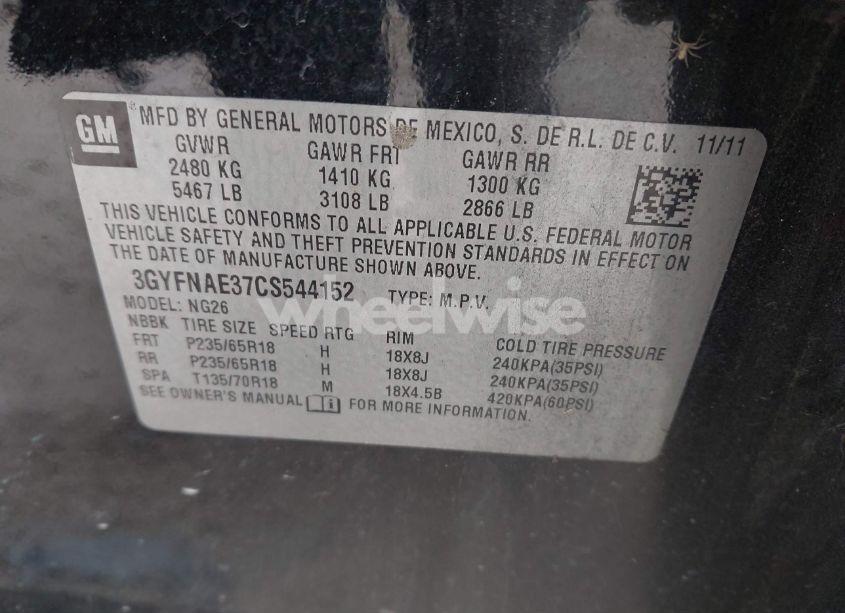 GM
MFD BY GENERAL MOTORS DE MEXICO, S. DE R.L. DE C.V. 11/11
GVWR GAWR FRT GAWR RR
2480 KG 1410 KG 1300 KG
5467 LB 3108 LB 2866 LB
THIS VEHICLE CONFORMS TO ALL APPLICABLE U.S. FEDERAL MOTOR
VEHICLE SAFETY AND THEFT PREVENTION STANDARDS IN EFFECT ON
THE DATE OF MANUFACTURE SHOWN ABOVE.
3GYFNAE37CS544152 TYPE: M.P.V.
MODEL: NG26
NBBK TIRE SIZE SPEED RTG RIM COLD TIRE PRESSURE
FRT P235/65R18 H 18X8J 240KPA(35PSI)
RR P235/65R18 H 18X8J 240KPA(35PSI)
SPA T135/70R18 M 18X4.5B 420KPA(60PSI)
SEE OWNER'S MANUAL FOR MORE INFORMATION.
wheelwise